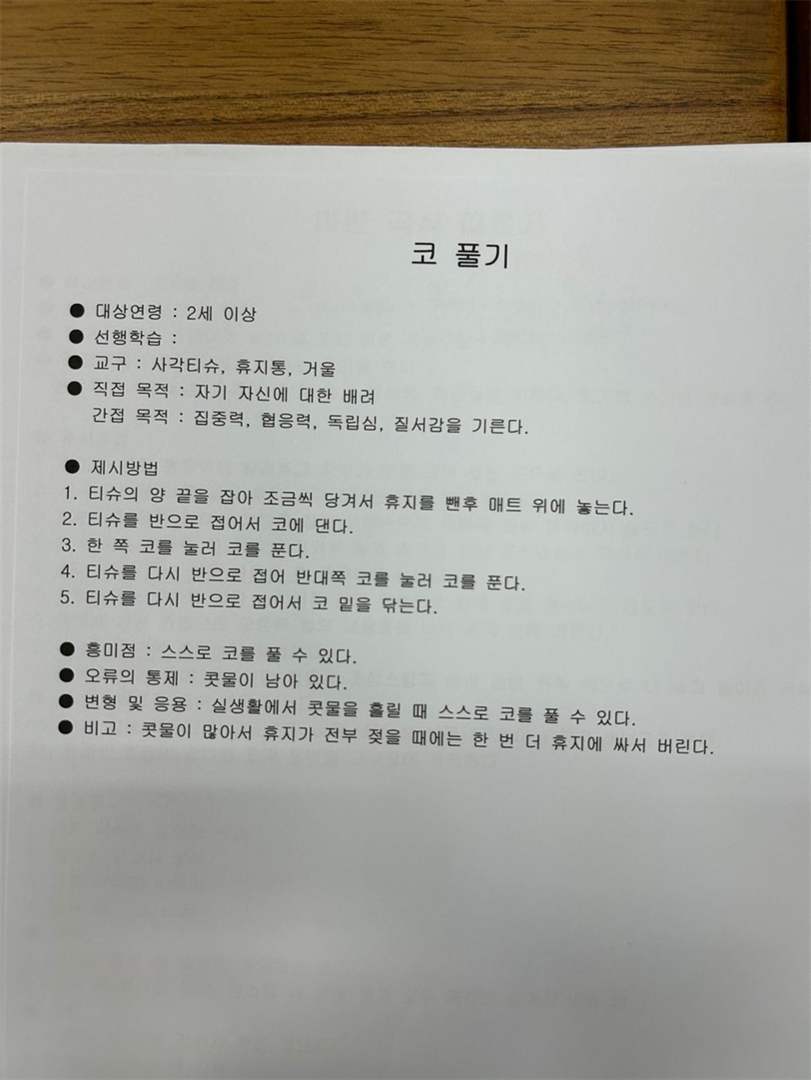 코 풀기
● 대상연령 : 2세 이상
● 선행학습 :
● 교구 : 사각티슈, 휴지통, 거울
● 직접 목적 : 자기 자신에 대한 배려
간접 목적 : 집중력, 협응력, 독립심, 질서감을 기른다.
● 제시방법
1. 티슈의 양 끝을 잡아 조금씩 당겨서 휴지를 뺀후 매트 위에 놓는다.
2. 티슈를 반으로 접어서 코에 댄다.
3. 한 쪽 코를 눌러 코를 푼다.
4. 티슈를 다시 반으로 접어 반대쪽 코를 눌러 코를 푼다.
5. 티슈를 다시 반으로 접어서 코 밑을 닦는다.
● 흥미점 : 스스로 코를 풀 수 있다.
● 오류의 통제 : 콧물이 남아 있다.
● 변형 및 응용 : 실생활에서 콧물을 흘릴 때 스스로 코를 풀 수 있다.
● 비고 : 콧물이 많아서 휴지가 전부 젖을 때에는 한 번 더 휴지에 싸서 버린다.